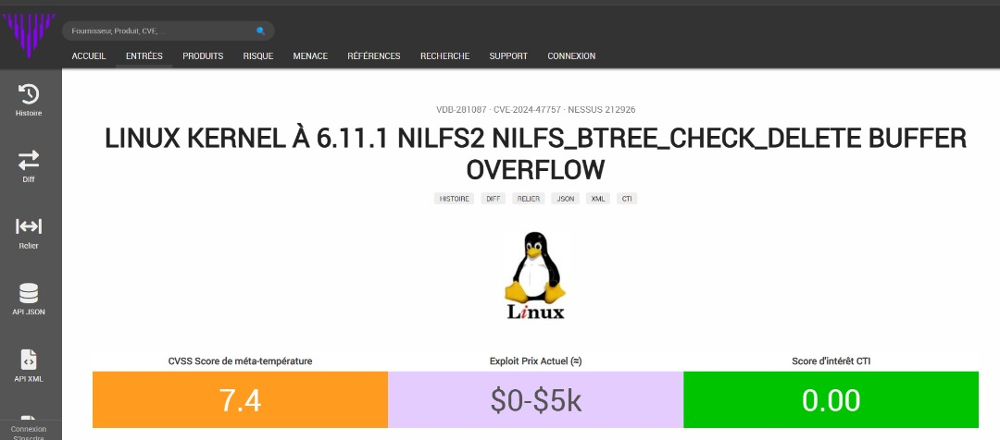 Fournisseur, Produit, CVE, ...
ACCUEIL ENTRÉES PRODUITS RISQUE MENACE RÉFÉRENCES RECHERCHE SUPPORT CONNEXION
Histoire
Diff
Relier
API JSON
API XML
Connexion
S'inscrire
VDB-281087 · CVE-2024-47757 · NESSUS 212926
LINUX KERNEL À 6.11.1 NILFS2 NILFS_BTREE_CHECK_DELETE BUFFER
OVERFLOW
HISTOIRE DIFF RELIER JSON XML CTI
Linux
CVSS Score de méta-température Exploit Prix Actuel (≈) Score d'intérêt CTI
7.4 $0-$5k 0.00